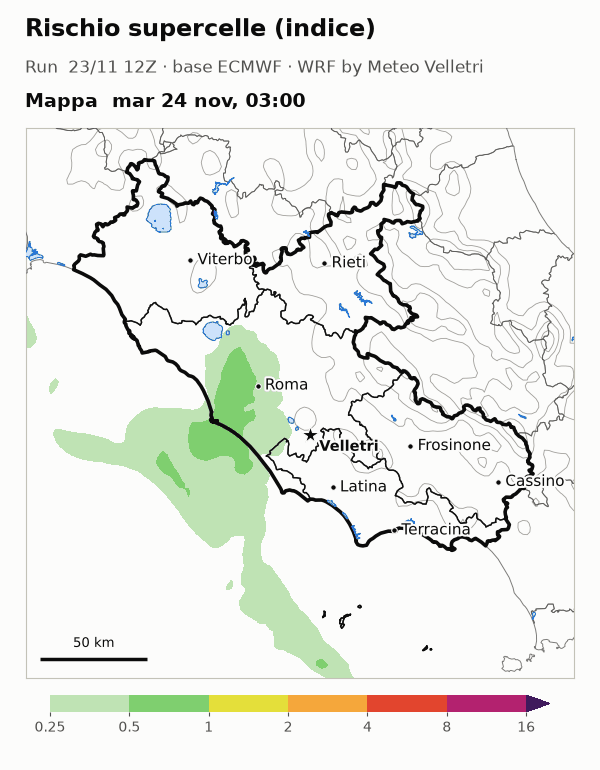 Rischio supercelle (indice)
Run  23/11 12Z · base ECMWF · WRF by Meteo Velletri
Mappa  mar 24 nov, 03:00
Viterbo
Rieti
Roma
Velletri
Frosinone
Cassino
Latina
Terracina
50 km
0.25 0.5 1 2 4 8 16